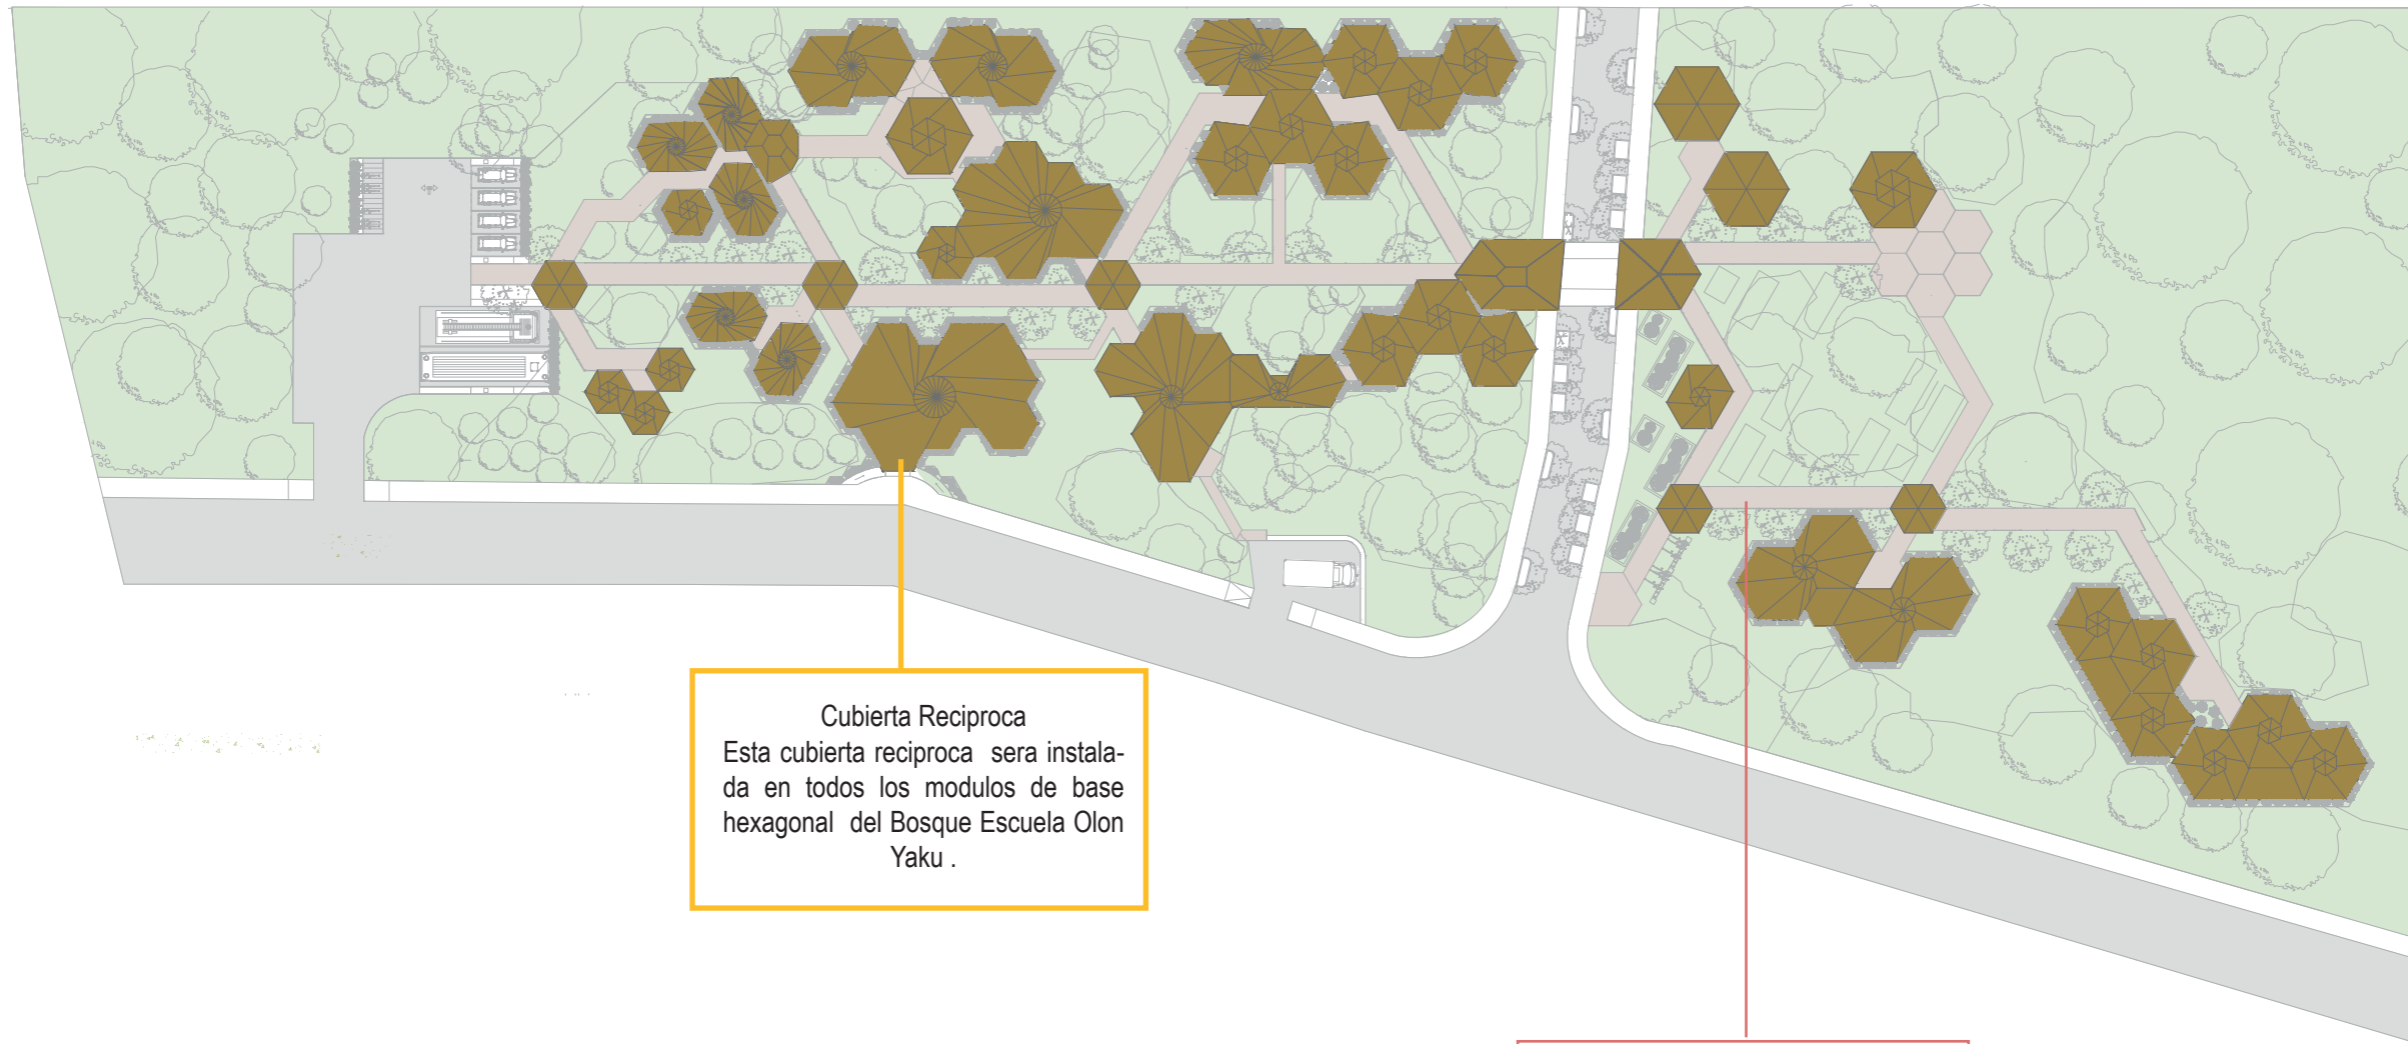 Cubierta Reciproca
Esta cubierta reciproca sera instala-
da en todos los modulos de base
hexagonal del Bosque Escuela Olon
Yaku .